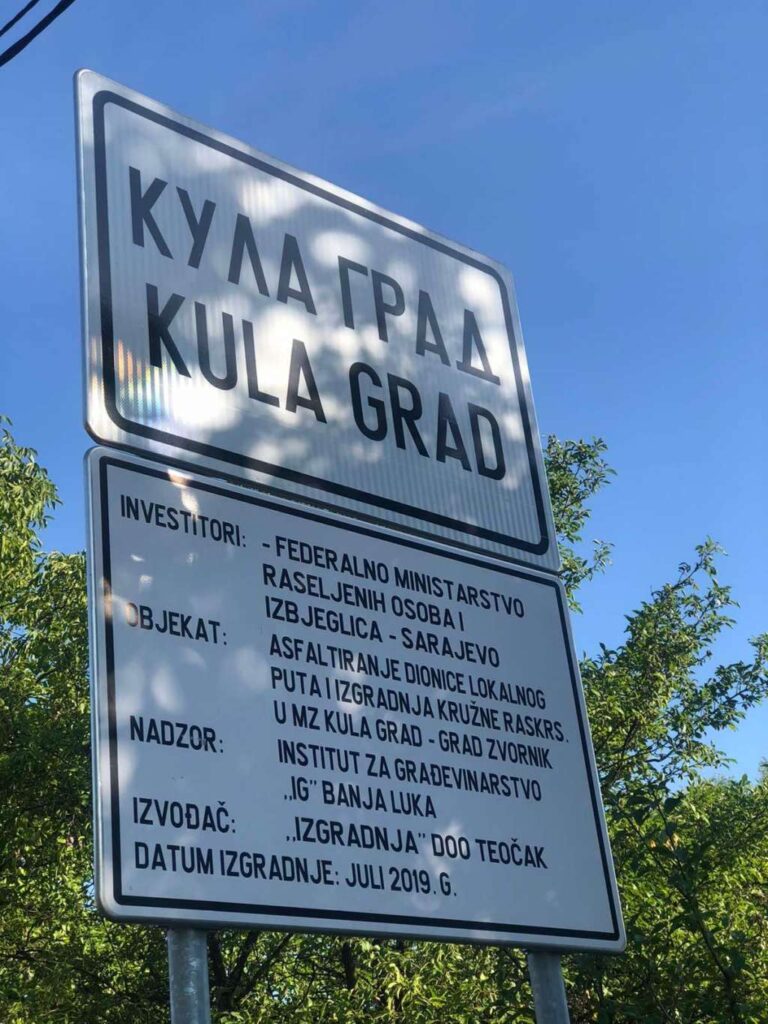 КУЛА ГРАД
KULA GRAD
INVESTITORI: - FEDERALNO MINISTARSTVO
RASELJENIH OSOBA I
IZBJEGLICA - SARAJEVO
OBJEKAT: ASFALTIRANJE DIONICE LOKALNOG
PUTA I IZGRADNJA KRUŽNE RASKRS.
U MZ KULA GRAD - GRAD ZVORNIK
NADZOR: INSTITUT ZA GRAĐEVINARSTVO
„IG" BANJA LUKA
IZVOĐAČ: „IZGRADNJA" DOO TEOČAK
DATUM IZGRADNJE: JULI 2019. G.